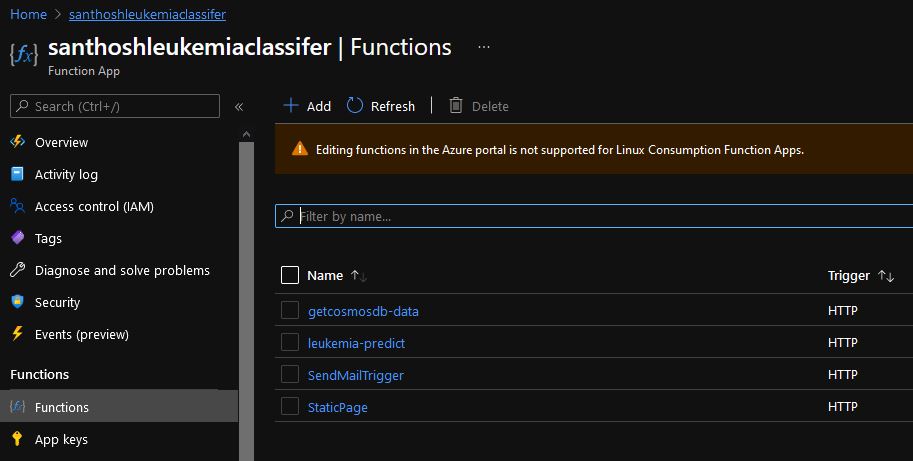 Home > santhoshleukemiaclassifer
santhoshleukemiaclassifer | Functions ...
Function App
Search (Ctrl+/)
«
Overview
Activity log
Access control (IAM)
Tags
Diagnose and solve problems
Security
Events (preview)
Functions
Functions
App keys
Add Refresh Delete
Editing functions in the Azure portal is not supported for Linux Consumption Function Apps.
Filter by name...
Name Trigger
getcosmosdb-data HTTP
leukemia-predict HTTP
SendMailTrigger HTTP
StaticPage HTTP